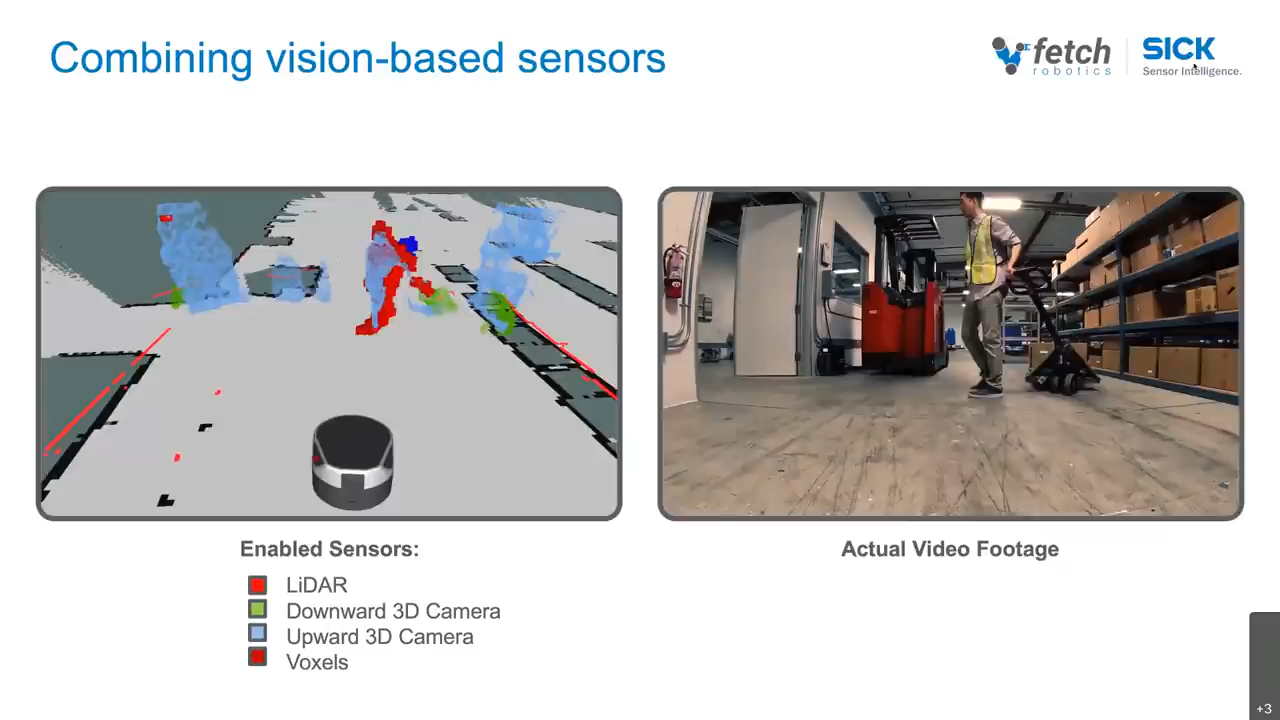 Combining vision-based sensors
fetch
robotics
SICK
Sensor Intelligence.
Enabled Sensors:
LiDAR
Downward 3D Camera
Upward 3D Camera
Voxels
Actual Video Footage
+3